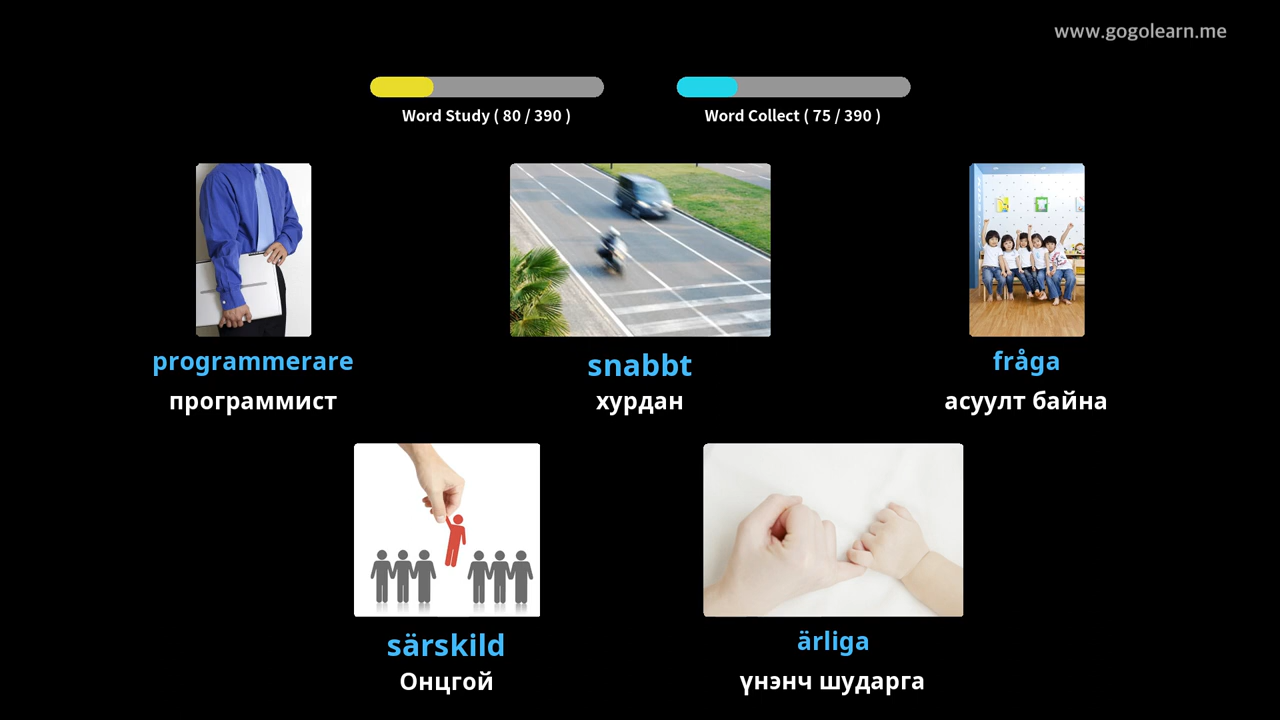 www.gogolearn.me
Word Study ( 80 / 390 )
Word Collect ( 75 / 390 )
programmerare
программист
snabbt
хурдан
fråga
асуулт байна
särskild
Онцгой
ärliga
үнэнч шударга